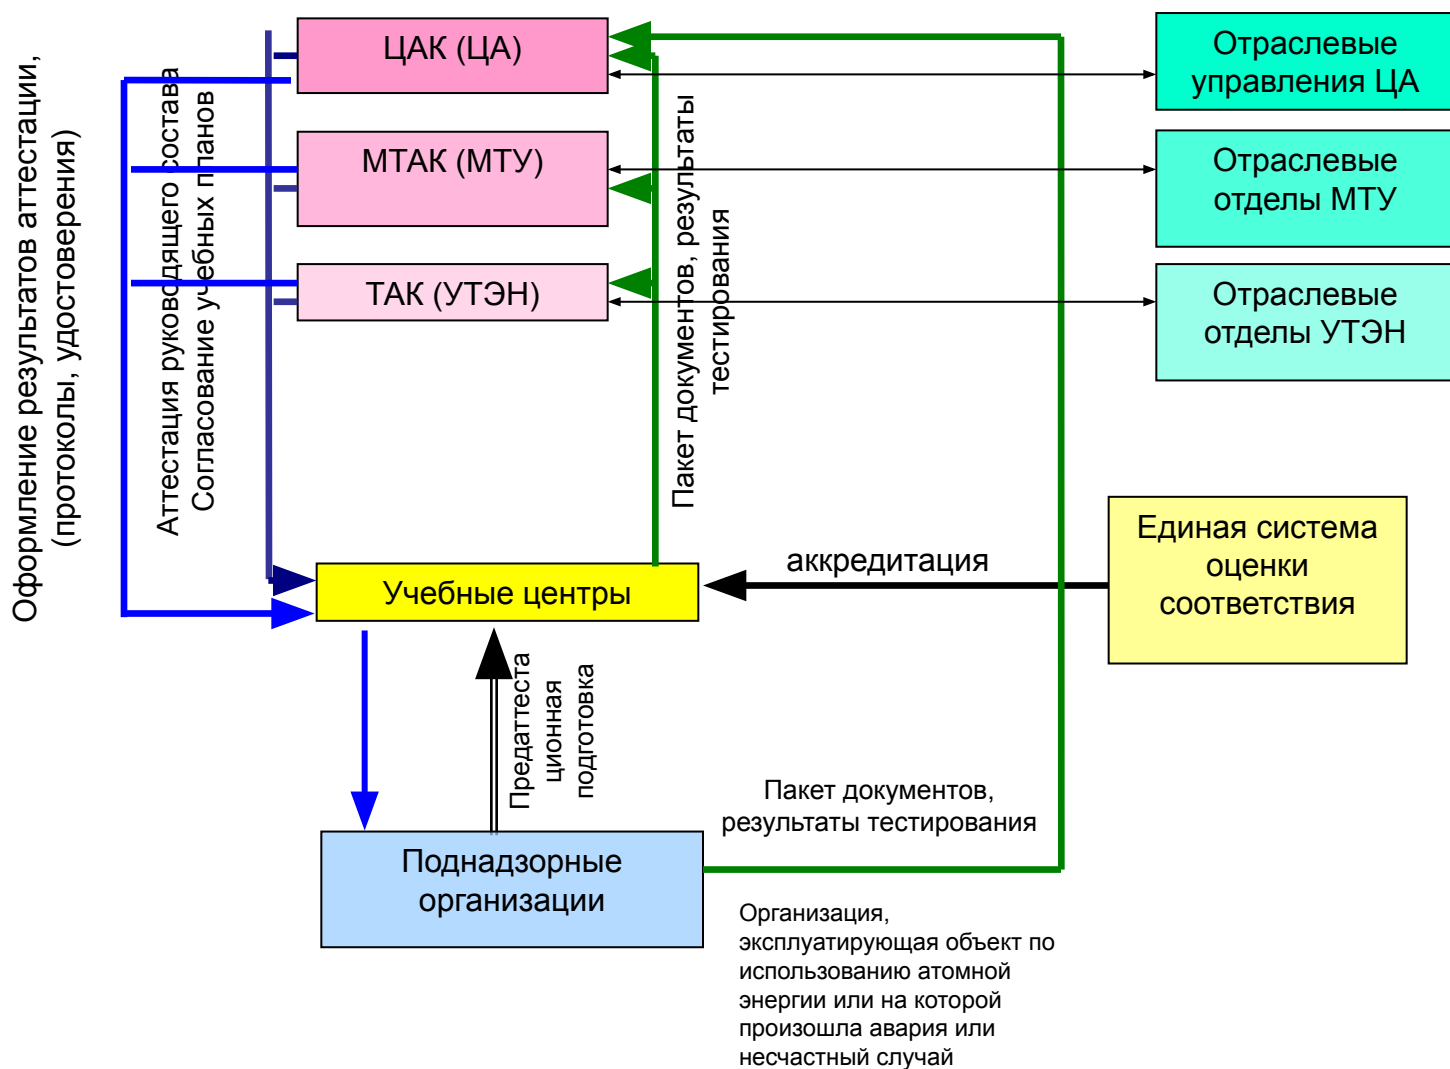 Оформление результатов аттестации,
(протоколы, удостоверения)
Аттестация руководящего состава
Согласование учебных планов
ЦАК (ЦА)
МТАК (МТУ)
ТАК (УТЭН)
Пакет документов, результаты
тестирования
Отраслевые
управления ЦА
Отраслевые
отделы МТУ
Отраслевые
отделы УТЭН
Единая система
оценки
соответствия
аккредитация
Учебные центры
Предаттеста
ционная
подготовка
Пакет документов,
результаты тестирования
Поднадзорные
организации
Организация,
эксплуатирующая объект по
использованию атомной
энергии или на которой
произошла авария или
несчастный случай